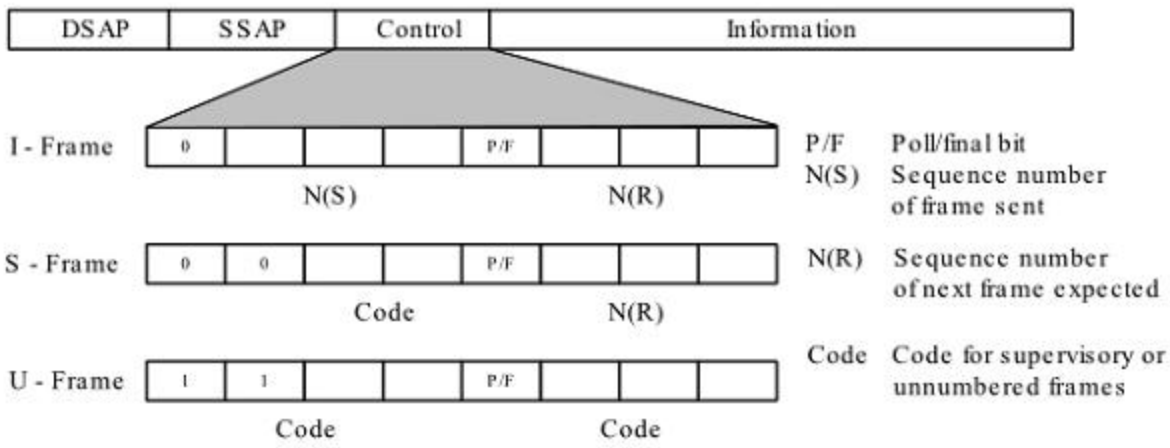 DSAP SSAP Control Information
I - Frame 0 P/F
N(S) N(R)
P/F Poll/final bit
N(S) Sequence number
of frame sent
S - Frame 0 0 P/F
Code N(R)
N(R) Sequence number
of next frame expected
U - Frame 1 1 P/F
Code Code
Code Code for supervisory or
unnumbered frames